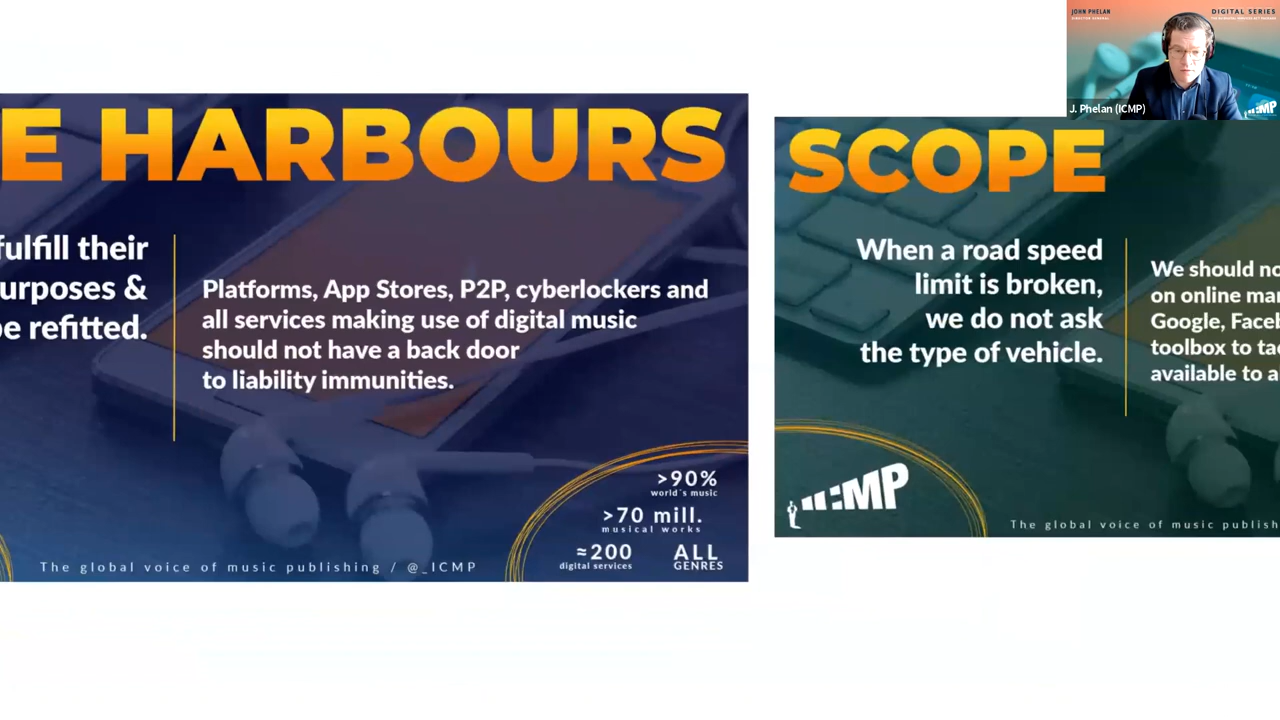 JOHN PHELAN
DIRECTOR GENERAL
DIGITAL SERIES
J. Phelan (ICMP)
E HARBOURS
fulfill their
urposes &
be refitted.
Platforms, App Stores, P2P, cyberlockers and
all services making use of digital music
should not have a back door
to liability immunities.
>90%
world's music
>70 mill.
musical works
≈200
digital services
ALL
GENRES
The global voice of music publishing / @_ICMP
SCOPE
When a road speed
limit is broken,
we do not ask
the type of vehicle.
We should no
on online mar
Google, Faceb
toolbox to tac
available to a
ICMP
The global voice of music publish